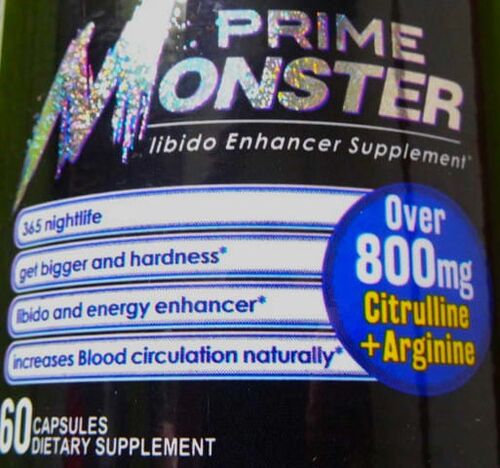 PRIME
MONSTER
libido Enhancer Supplement
365 nightlife
get bigger and hardness*
libido and energy enhancer*
increases Blood circulation naturally*
Over
800mg
Citrulline
+Arginine
60 CAPSULES
DIETARY SUPPLEMENT